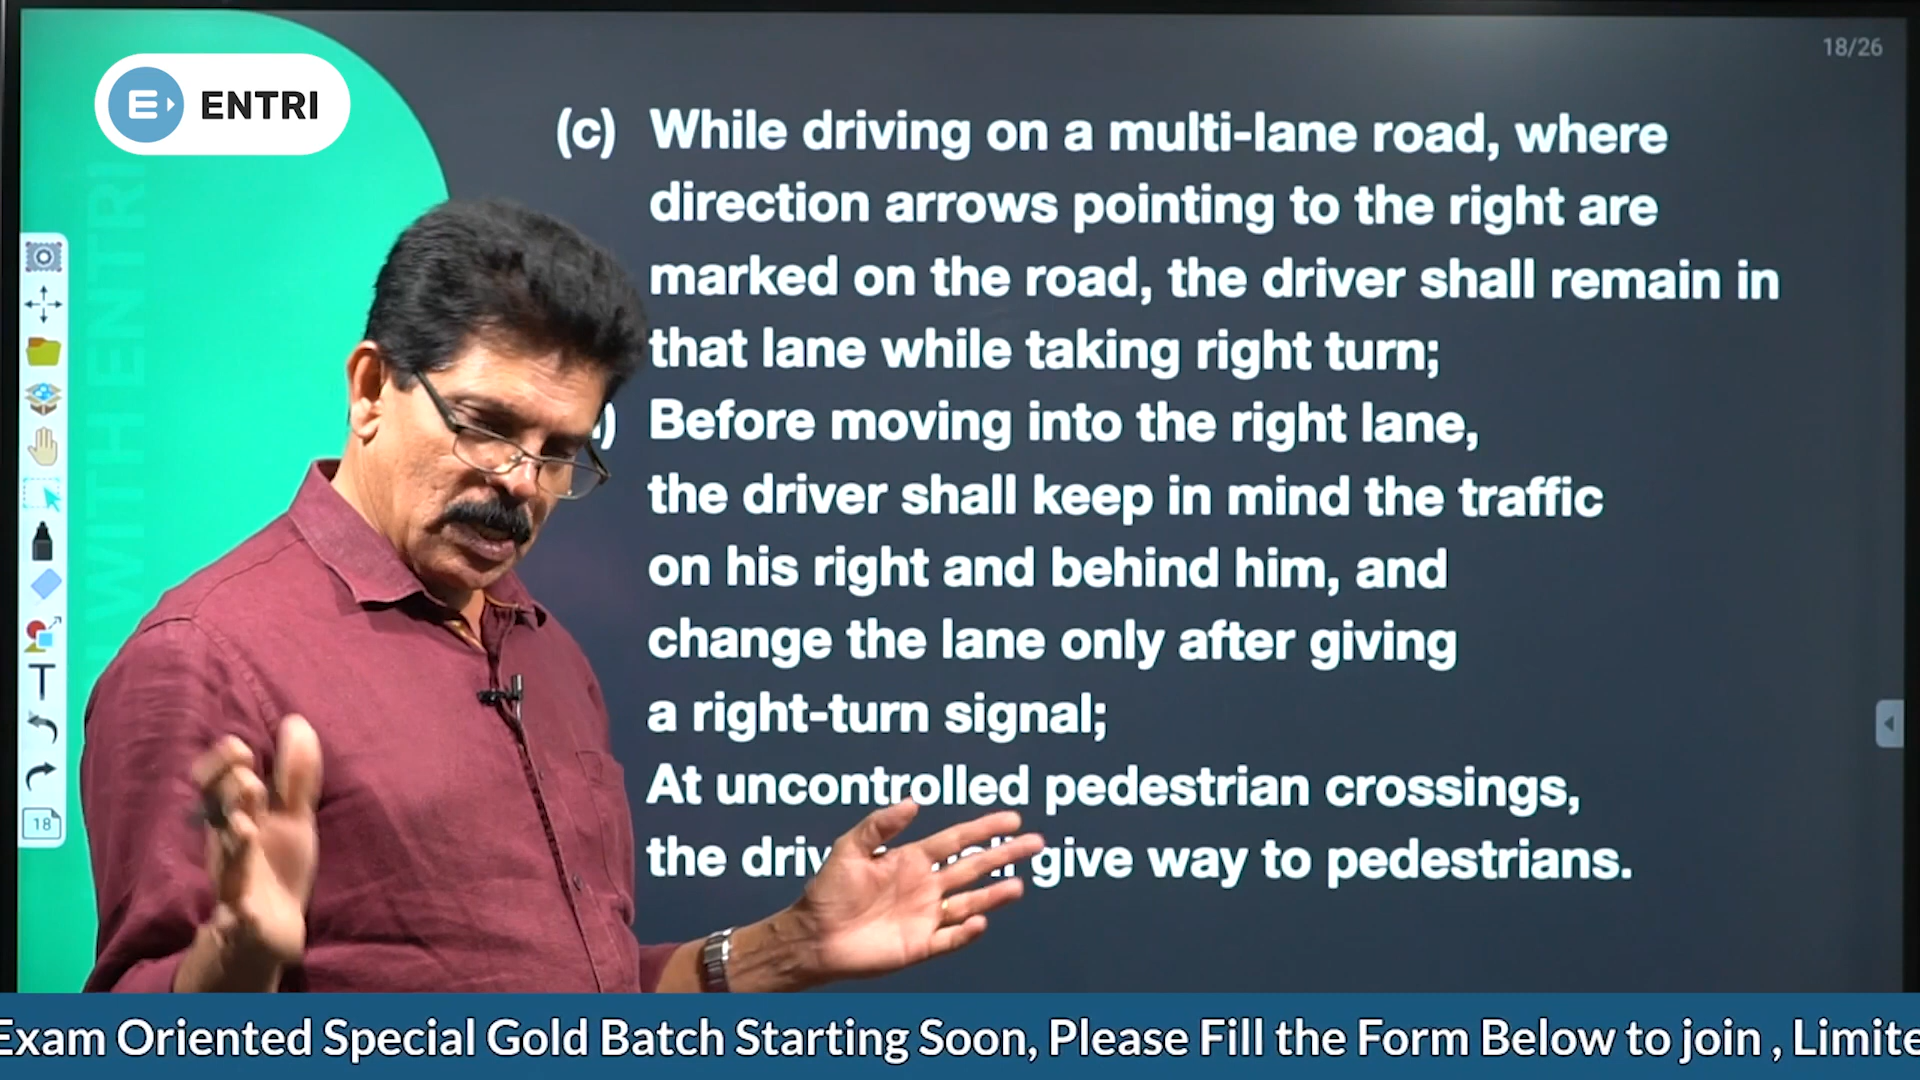 18/26
ENTRI
WITH ENTRI
(c) While driving on a multi-lane road, where
direction arrows pointing to the right are
marked on the road, the driver shall remain in
that lane while taking right turn;
) Before moving into the right lane,
the driver shall keep in mind the traffic
on his right and behind him, and
change the lane only after giving
a right-turn signal;
At uncontrolled pedestrian crossings,
the give way to pedestrians.
T
18
Exam Oriented Special Gold Batch Starting Soon, Please Fill the Form Below to join , Limite